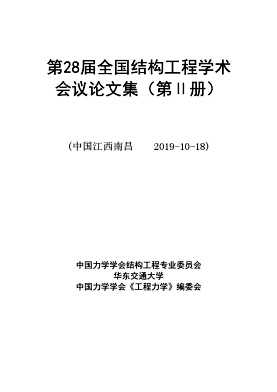 第28届全国结构工程学术
会议论文集（第Ⅱ册）
(中国江西南昌 2019-10-18)
中国力学学会结构工程专业委员会
华东交通大学
中国力学学会《工程力学》编委会